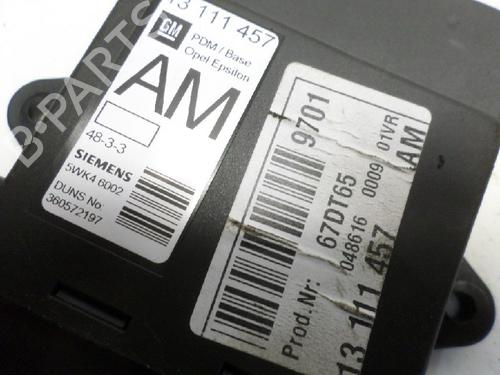 13 111 457
GM
PDM / Base
Opel Epsilon
AM
48-3-3
SIEMENS
5WK4 6002
DUNS No:
360572197
9701
Prod.Nr: 67DT65
048616 0009 01VR
13 111 457 AM
B-PARTS